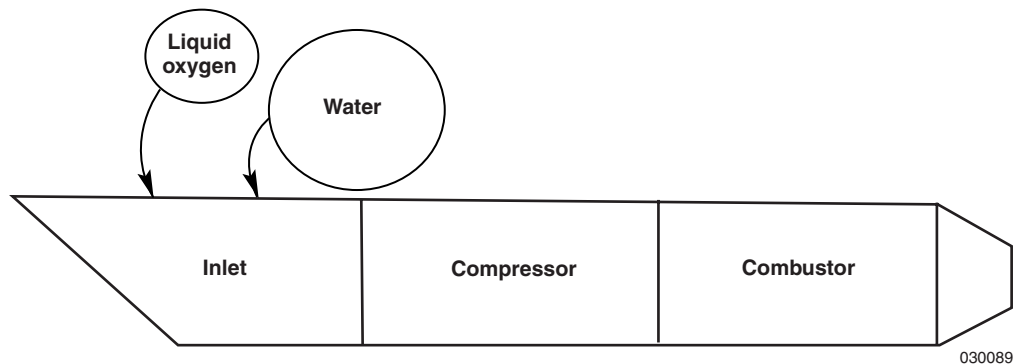 Liquid
oxygen
Water
Inlet
Compressor
Combustor
030089